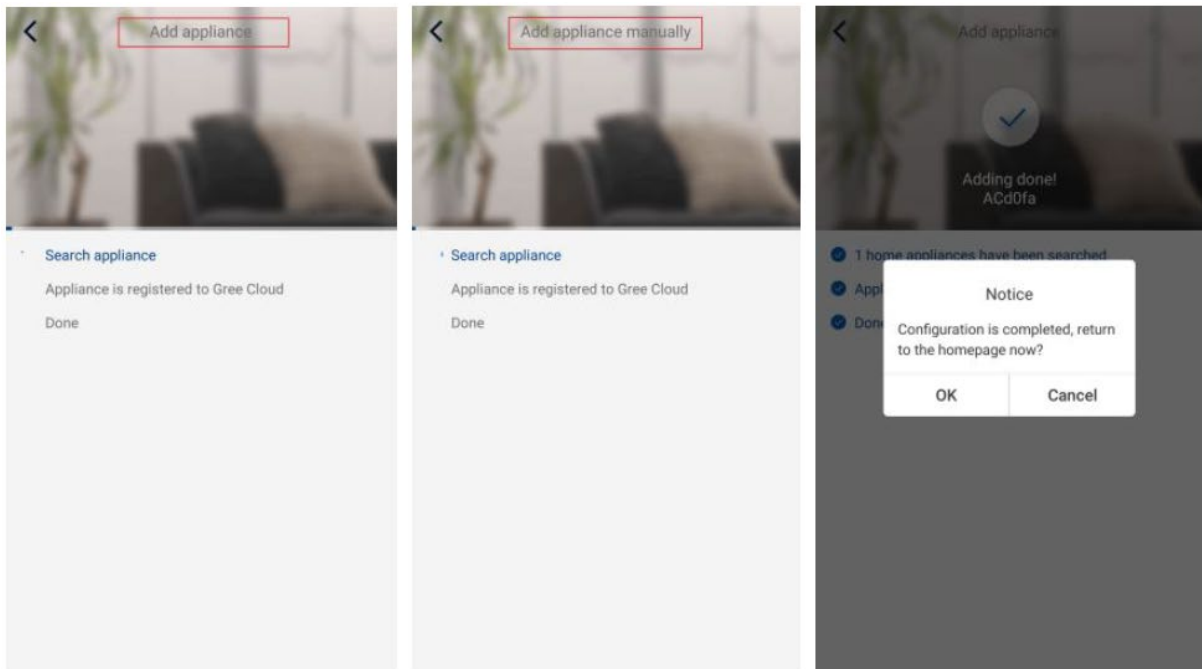 Add appliance
Search appliance
Appliance is registered to Gree Cloud
Done
Add appliance manually
Search appliance
Appliance is registered to Gree Cloud
Done
Add appliance
Adding done!
ACd0fa
1 home appliances have been searched
Appl
Done
Notice
Configuration is completed, return
to the homepage now?
OK
Cancel